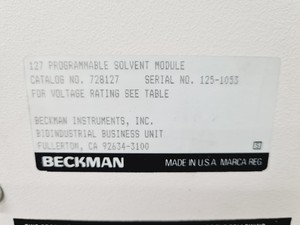 127 PROGRAMMABLE SOLVENT MODULE
CATALOG NO. 728127 SERIAL NO. 125-1053
FOR VOLTAGE RATING SEE TABLE
BECKMAN INSTRUMENTS, INC.
BIOINDUSTRIAL BUSINESS UNIT
FULLERTON, CA 92634-3100
BECKMAN MADE IN U.S.A. MARCA REG